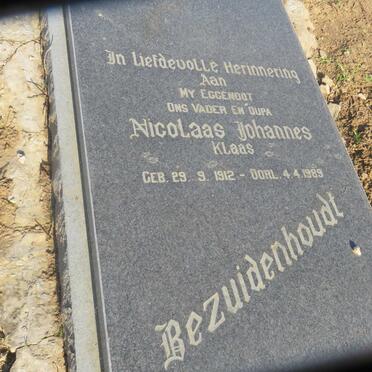 In Liefdevolle Herinnering
Aan
My Eggenoot
Ons Vader en Oupa
Nicolaas Johannes
Klaas
Geb. 29. 9. 1912 - Oorl. 4.4.1989
Bezuidenhoudt